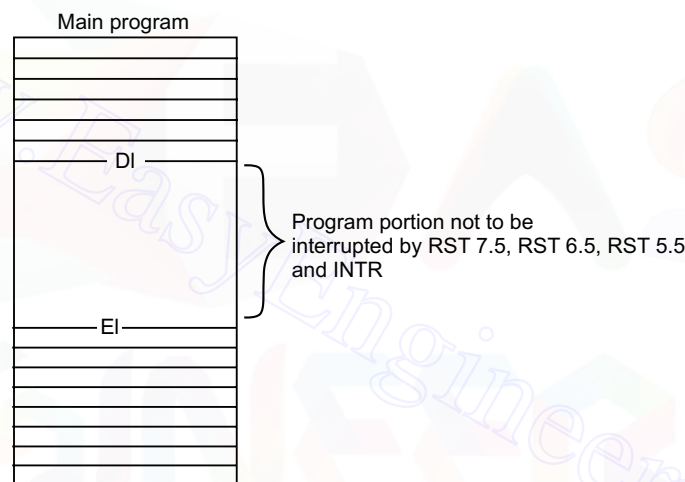 Main program
DI
Program portion not to be
interrupted by RST 7.5, RST 6.5, RST 5.5
and INTR
EI